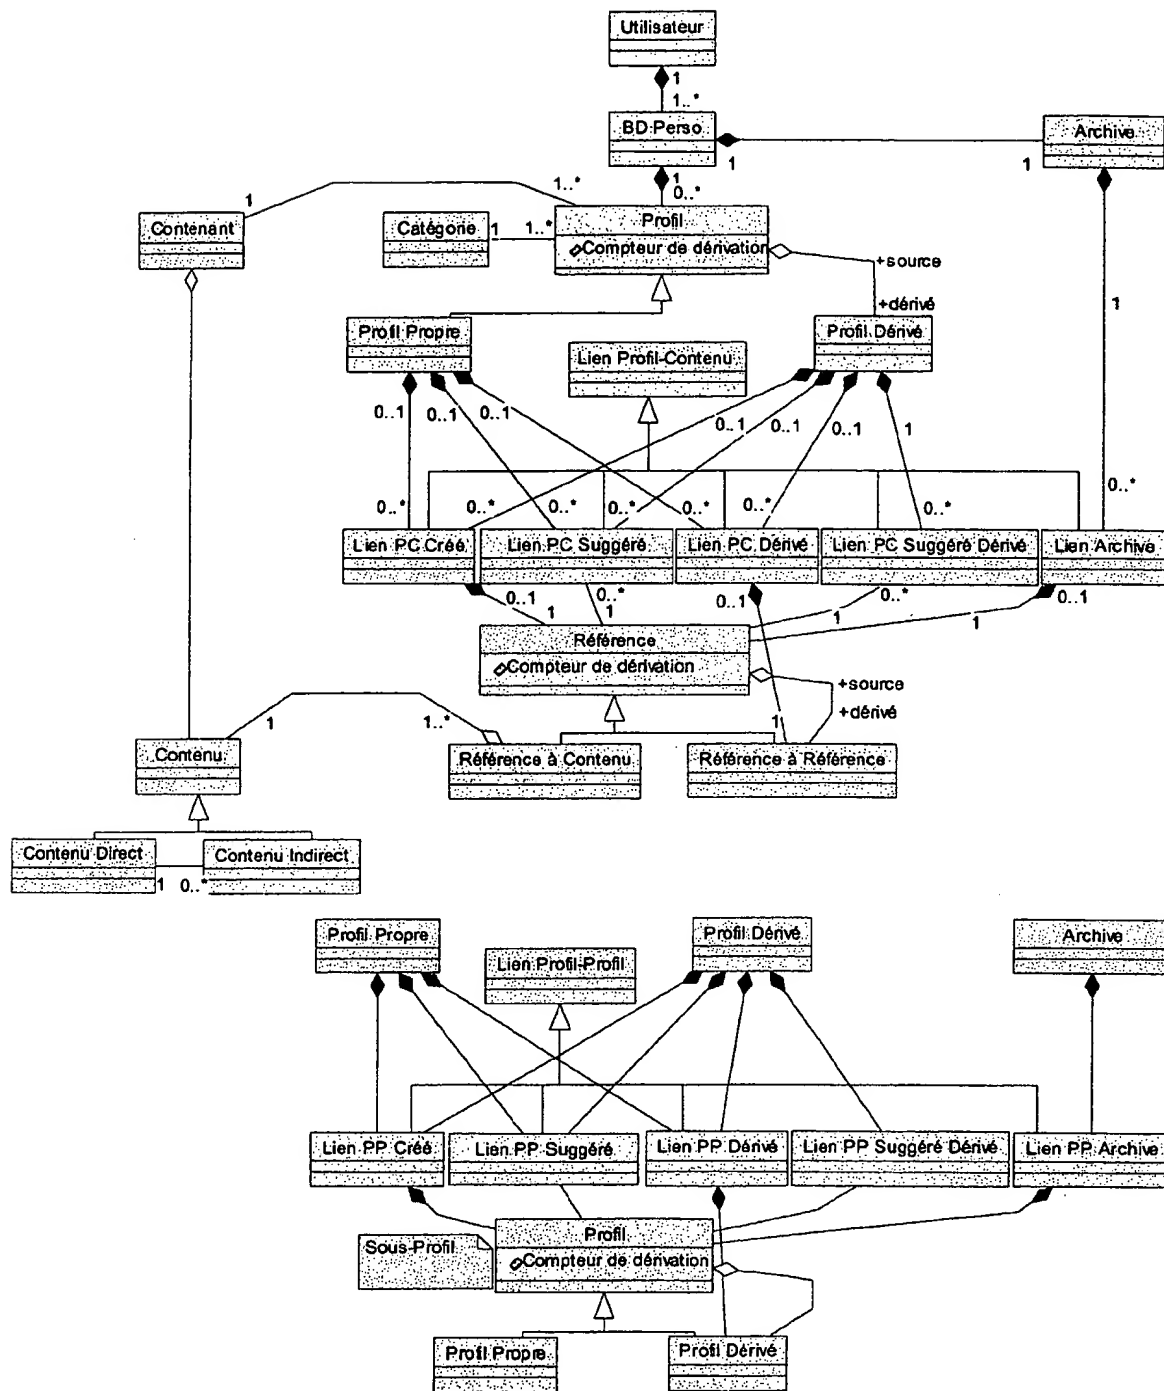 Utilisateur
1
1..*
BD Perso
1
1
Archive
1
0..*
1..*
1
Contenant
Catégorie
1
1..*
Profil
Compteur de dérivation
+source
+dérivé
1
Profil Propre
Profil Dérivé
Lien Profil-Contenu
0..1
0..1
0..1
0..1
0..1
0..1
1
0..*
0..*
0..*
0..*
0..*
0..*
0..*
0..*
Lien PC Créé
Lien PC Suggéré
Lien PC Dérivé
Lien PC Suggéré Dérivé
Lien Archive
0..1
0..*
0..1
0..*
0..1
1
1
1
1
Référence
Compteur de dérivation
+source
+dérivé
1
1..*
1
Contenu
Référence à Contenu
Référence à Référence
Contenu Direct
Contenu Indirect
1
0..*
Profil Propre
Profil Dérivé
Archive
Lien Profil-Profil
Lien PP Créé
Lien PP Suggéré
Lien PP Dérivé
Lien PP Suggéré Dérivé
Lien PP Archive
Sous-Profil
Profil
Compteur de dérivation
Profil Propre
Profil Dérivé